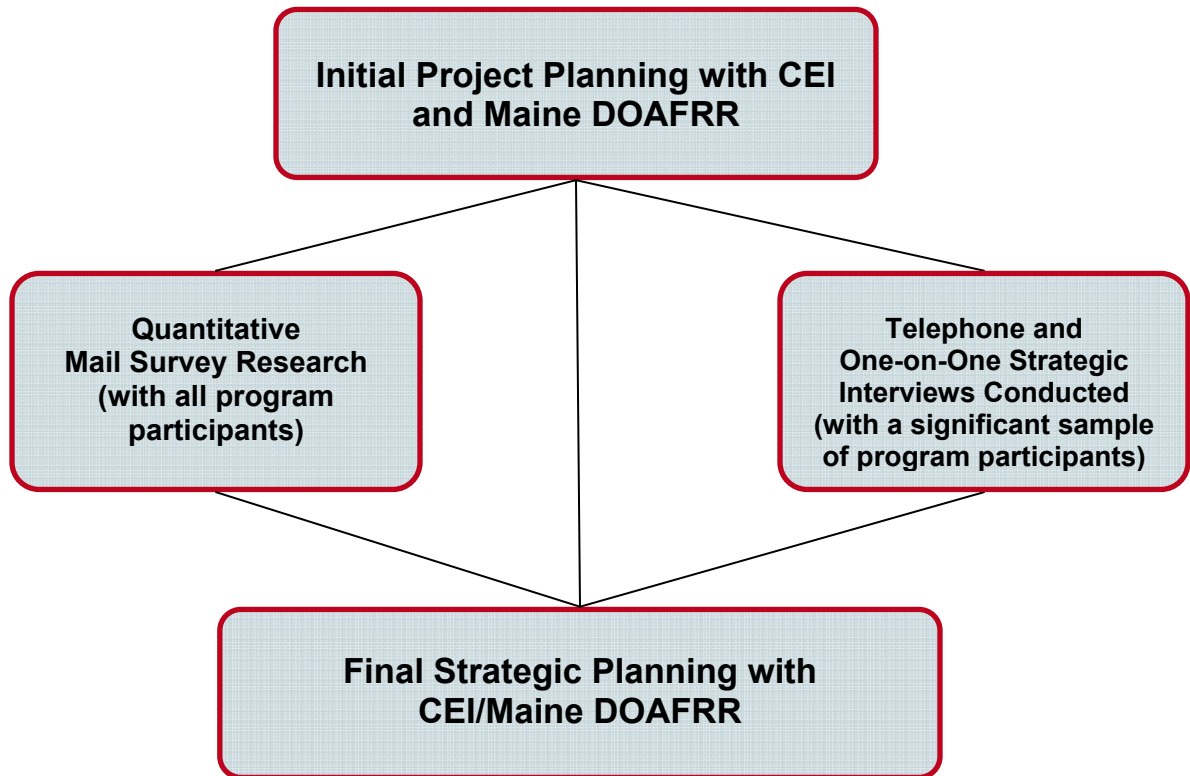 Initial Project Planning with CEI
and Maine DOAFRR
Quantitative
Mail Survey Research
(with all program
participants)
Telephone and
One-on-One Strategic
Interviews Conducted
(with a significant sample
of program participants)
Final Strategic Planning with
CEI/Maine DOAFRR